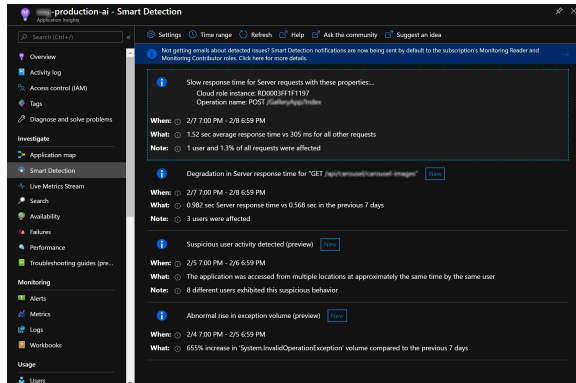 -production-ai - Smart Detection
Application Insights
Search (Ctrl+/)
Overview
Activity log
Access control (IAM)
Tags
Diagnose and solve problems
Investigate
Application map
Smart Detection
Live Metrics Stream
Search
Availability
Failures
Performance
Troubleshooting guides (pre...
Monitoring
Alerts
Metrics
Logs
Workbooks
Usage
Users
Settings Time range Refresh Help Ask the community Suggest an idea
Not getting emails about detected issues? Smart Detection notifications are now being sent by default to the subscription's Monitoring Reader and
Monitoring Contributor roles. Click here for more details.
Slow response time for Server requests with these properties:...
Cloud role instance: RD0003FF1F1197
Operation name: POST /GalleryApp/Index
When: 2/7 7:00 PM - 2/8 6:59 PM
What: 1.52 sec average response time vs 305 ms for all other requests
Note: 1 user and 1.3% of all requests were affected
Degradation in Server response time for "GET /api/carousel/carousel-images" New
When: 2/7 7:00 PM - 2/8 6:59 PM
What: 0.982 sec Server response time vs 0.568 sec in the previous 7 days
Note: 3 users were affected
Suspicious user activity detected (preview) New
When: 2/5 7:00 PM - 2/6 6:59 PM
What: The application was accessed from multiple locations at approximately the same time by the same user
Note: 8 different users exhibited this suspicious behavior
Abnormal rise in exception volume (preview) New
When: 2/4 7:00 PM - 2/5 6:59 PM
What: 655% increase in 'System.InvalidOperationException' volume compared to the previous 7 days